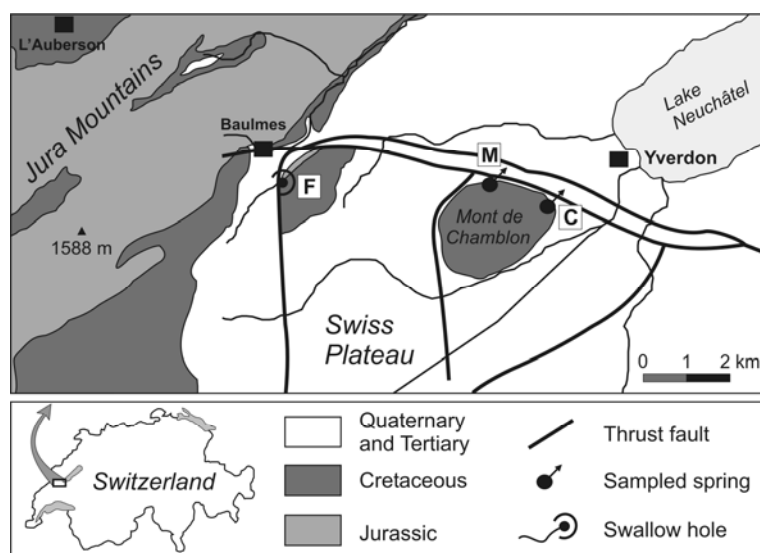 L'Auberson
Jura Mountains
Baulmes
F
M
C
Mont de
Chamblon
Yverdon
Lake
Neuchâtel
1588 m
Swiss
Plateau
0 1 2 km
Switzerland
Quaternary
and Tertiary
Cretaceous
Jurassic
Thrust fault
Sampled spring
Swallow hole